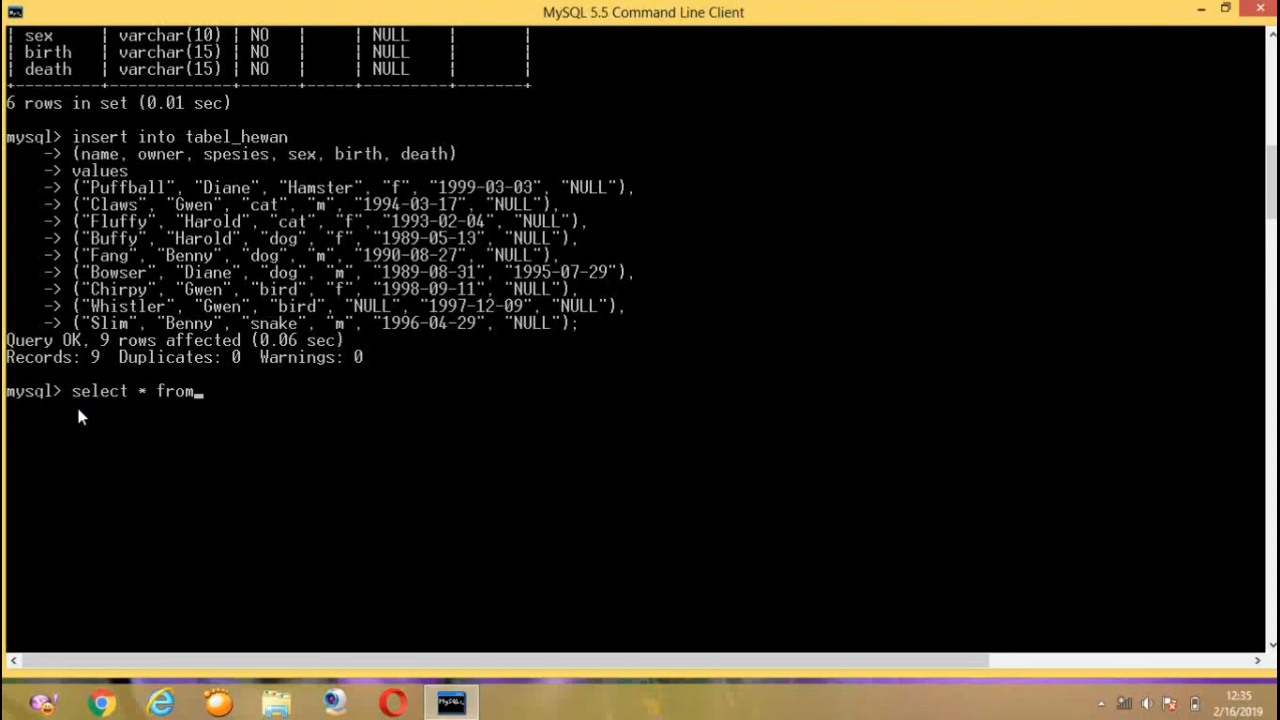 MySQL 5.5 Command Line Client
| sex | varchar(10) | NO | | NULL | |
| birth | varchar(15) | NO | | NULL | |
| death | varchar(15) | NO | | NULL | |
+---------+-------------+-----+-----+---------+-------+
6 rows in set (0.01 sec)
mysql> insert into tabel_hewan
-> (name, owner, spesies, sex, birth, death)
-> values
-> ("Puffball", "Diane", "Hamster", "f", "1999-03-03", "NULL"),
-> ("Claws", "Gwen", "cat", "m", "1994-03-17", "NULL"),
-> ("Fluffy", "Harold", "cat", "f", "1993-02-04", "NULL"),
-> ("Buffy", "Harold", "dog", "f", "1989-05-13", "NULL"),
-> ("Fang", "Benny", "dog", "m", "1990-08-27", "NULL"),
-> ("Bowser", "Diane", "dog", "m", "1989-08-31", "1995-07-29"),
-> ("Chirpy", "Gwen", "bird", "f", "1998-09-11", "NULL"),
-> ("Whistler", "Gwen", "bird", "NULL", "1997-12-09", "NULL"),
-> ("Slim", "Benny", "snake", "m", "1996-04-29", "NULL");
Query OK, 9 rows affected (0.06 sec)
Records: 9 Duplicates: 0 Warnings: 0
mysql> select * from_
12:35
2/16/2019